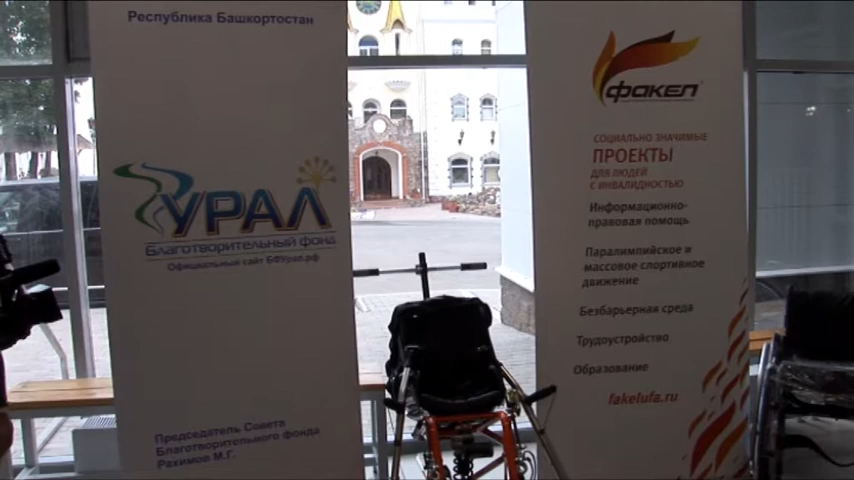 Республика Башкортостан
УРАЛ
Благотворительный фонд
Официальный сайт БФУрал.рф
Председатель Совета
Благотворительного фонда
Рахимов М.Г.
факел
СОЦИАЛЬНО ЗНАЧИМЫЕ
ПРОЕКТЫ
ДЛЯ ЛЮДЕЙ
С ИНВАЛИДНОСТЬЮ
Информационно-
правовая помощь
Паралимпийское и
массовое спортивное
движение
Безбарьерная среда
Трудоустройство
Образование
fakelufa.ru